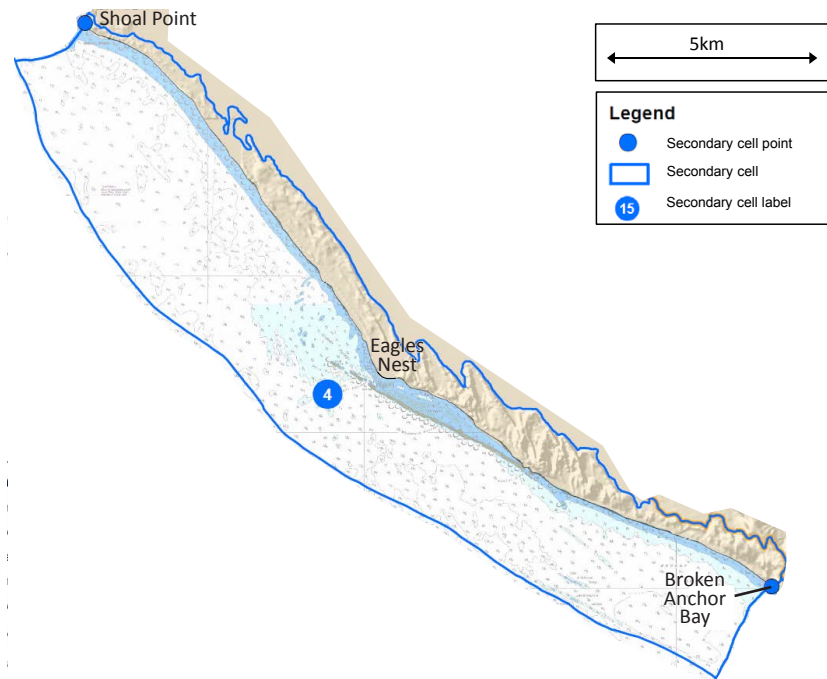 Shoal Point
5km
Legend
Secondary cell point
Secondary cell
15
Secondary cell label
Eagles
Nest
4
Broken
Anchor
Bay